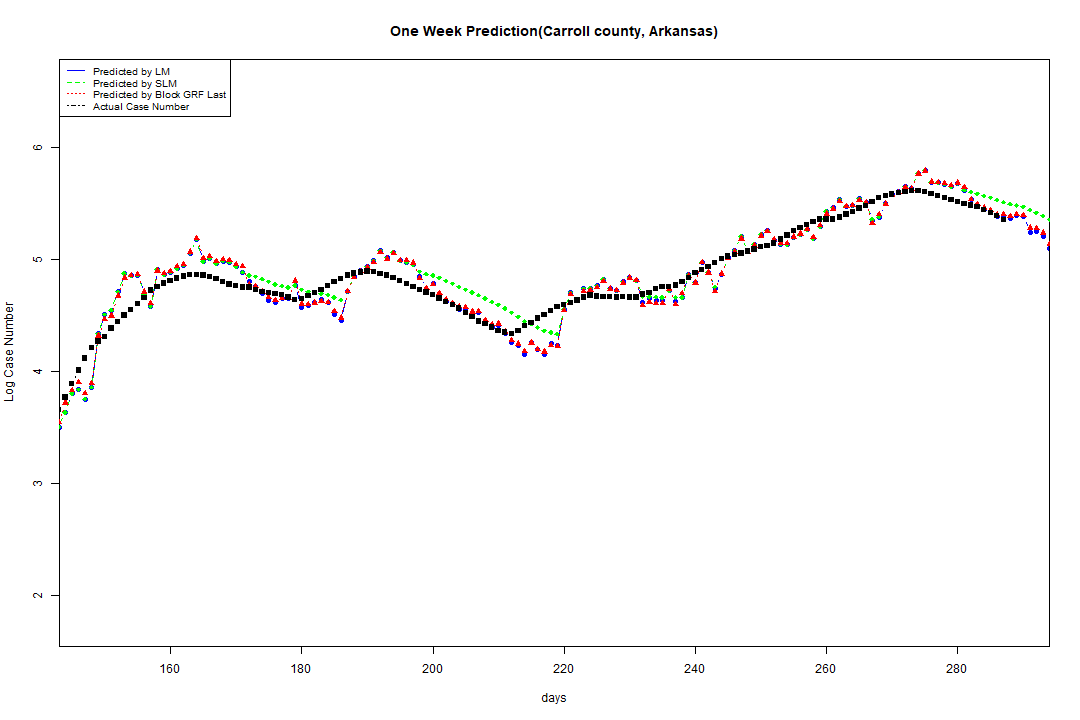 One Week Prediction(Carroll county, Arkansas)
Predicted by LM
Predicted by SLM
Predicted by Block GRF Last
Actual Case Number
6
5
4
3
2
Log Case Number
160 180 200 220 240 260 280
days